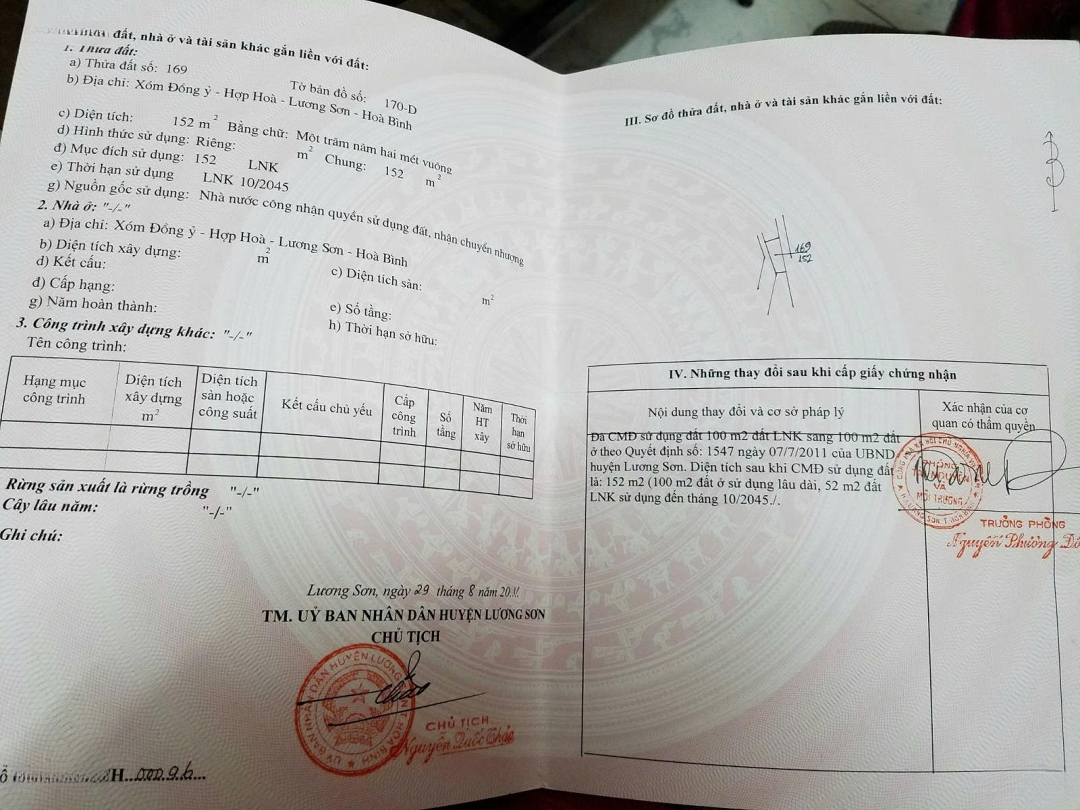 đất, nhà ở và tài sản khác gắn liền với đất:
1. Thửa đất:
a) Thửa đất số: 169 Tờ bản đồ số: 170-D
b) Địa chỉ: Xóm Đồng ỷ - Hợp Hoà - Lương Sơn - Hoà Bình
c) Diện tích: 152 m2 Bằng chữ: Một trăm năm hai mét vuông
d) Hình thức sử dụng: Riêng: m2 Chung: 152 m2
đ) Mục đích sử dụng: 152 LNK
e) Thời hạn sử dụng LNK 10/2045
g) Nguồn gốc sử dụng: Nhà nước công nhận quyền sử dụng đất, nhận chuyển nhượng
2. Nhà ở: "-/-"
a) Địa chỉ: Xóm Đồng ỷ - Hợp Hoà - Lương Sơn - Hoà Bình
b) Diện tích xây dựng: m2 c) Diện tích sàn: m2
d) Kết cấu:
đ) Cấp hạng: e) Số tầng:
g) Năm hoàn thành: h) Thời hạn sở hữu:
3. Công trình xây dựng khác: "-/-"
Tên công trình:
Hạng mục công trình
Diện tích xây dựng m2
Diện tích sàn hoặc công suất
Kết cấu chủ yếu
Cấp công trình
Số tầng
Năm HT xây
Thời hạn sở hữu
Rừng sản xuất là rừng trồng "-/-"
Cây lâu năm: "-/-"
Ghi chú:
Lương Sơn, ngày 29 tháng 8 năm 20
TM. UỶ BAN NHÂN DÂN HUYỆN LƯƠNG SƠN
CHỦ TỊCH
CHỦ TỊCH
Nguyễn Quốc Thảo
H...00096...
III. Sơ đồ thửa đất, nhà ở và tài sản khác gắn liền với đất:
169
152
IV. Những thay đổi sau khi cấp giấy chứng nhận
Nội dung thay đổi và cơ sở pháp lý
Xác nhận của cơ
quan có thẩm quyền
Đã CMĐ sử dụng đất 100 m2 đất LNK sang 100 m2 đất
ở theo Quyết định số: 1547 ngày 07/7/2011 của UBND
huyện Lương Sơn. Diện tích sau khi CMĐ sử dụng đất
là: 152 m2 (100 đất ở sử dụng lâu dài, 52 m2 đất
LNK sử dụng đến tháng 10/2045./.
TRƯỞNG PHÒNG
Nguyễn Phương